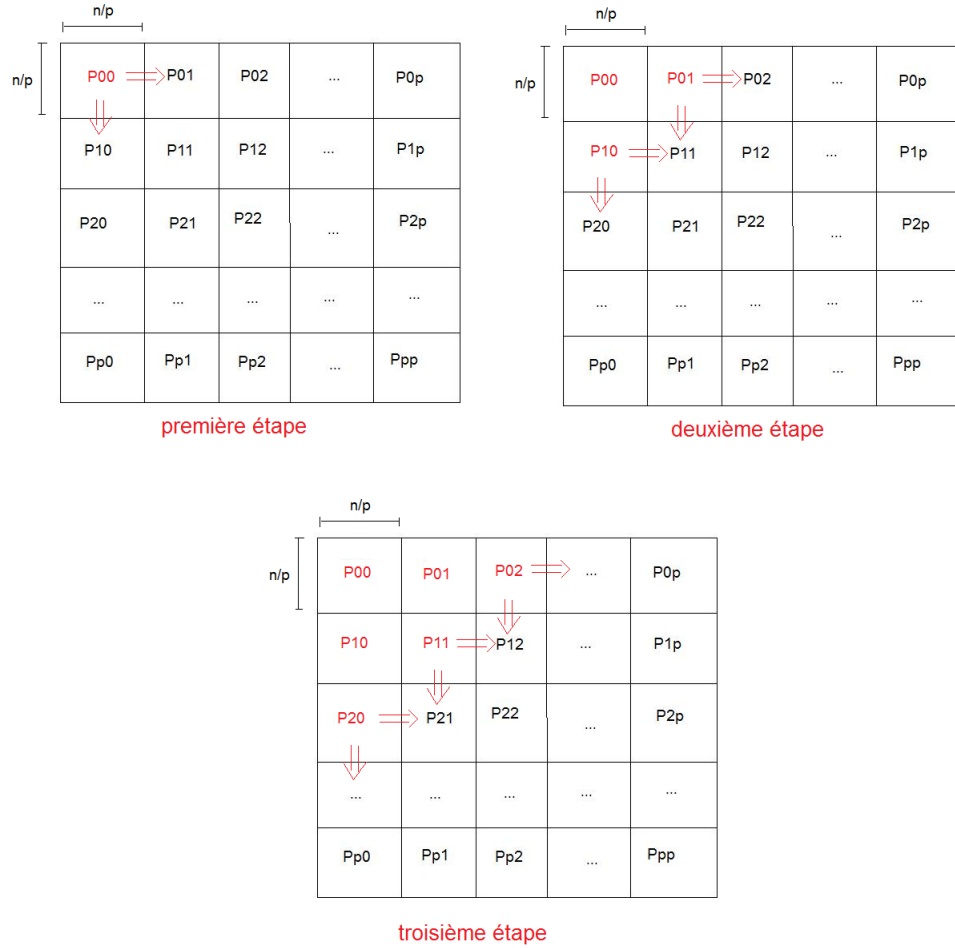 n/p
n/p
P00 P01 P02 ... P0p
P10 P11 P12 ... P1p
P20 P21 P22 ... P2p
... ... ... ... ...
Pp0 Pp1 Pp2 ... Ppp
première étape
n/p
n/p
P00 P01 P02 ... P0p
P10 P11 P12 ... P1p
P20 P21 P22 ... P2p
... ... ... ... ...
Pp0 Pp1 Pp2 ... Ppp
deuxième étape
n/p
n/p
P00 P01 P02 ... P0p
P10 P11 P12 ... P1p
P20 P21 P22 ... P2p
... ... ... ... ...
Pp0 Pp1 Pp2 ... Ppp
troisième étape